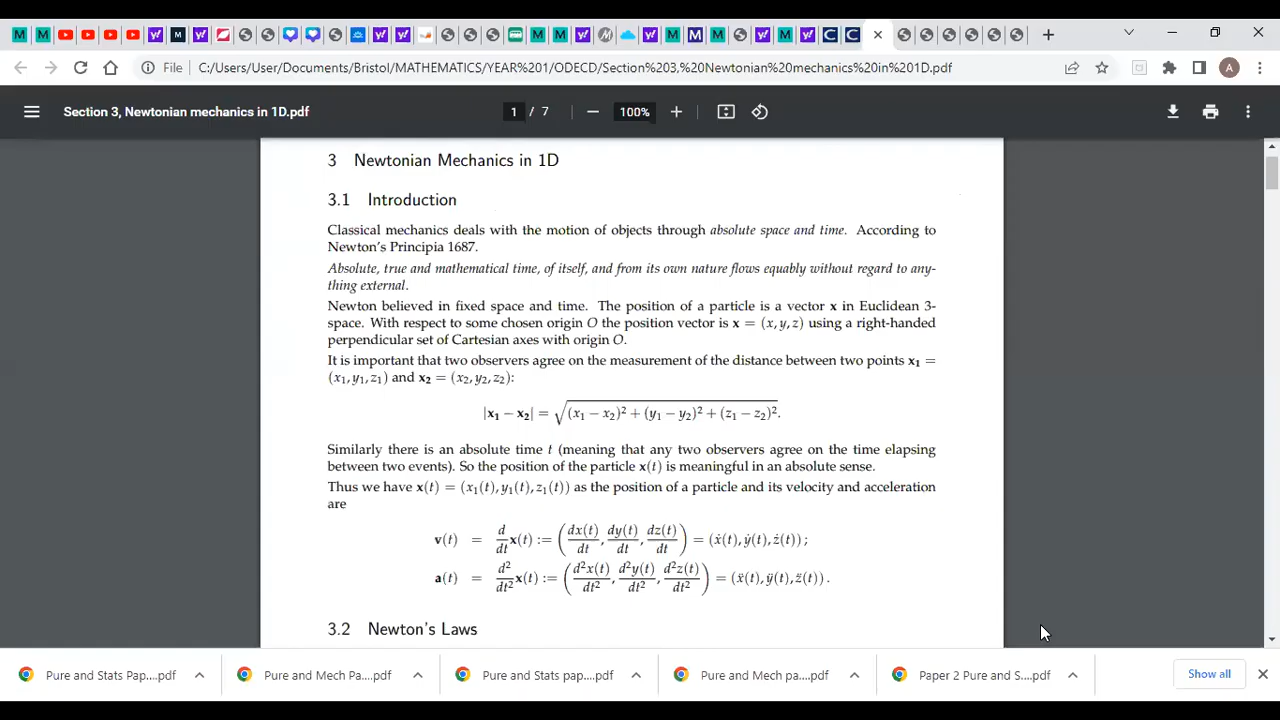 File C:/Users/User/Documents/Bristol/MATHEMATICS/YEAR%201/ODECD/Section%203,%20Newtonian%20mechanics%20in%201D.pdf A
Section 3, Newtonian mechanics in 1D.pdf 1 / 7 − 100% +
3 Newtonian Mechanics in 1D
3.1 Introduction
Classical mechanics deals with the motion of objects through absolute space and time. According to
Newton's Principia 1687.
Absolute, true and mathematical time, of itself, and from its own nature flows equably without regard to any-
thing external.
Newton believed in fixed space and time. The position of a particle is a vector x in Euclidean 3-
space. With respect to some chosen origin O the position vector is x = (x, y, z) using a right-handed
perpendicular set of Cartesian axes with origin O.
It is important that two observers agree on the measurement of the distance between two points x₁ =
(x₁, y₁, z₁) and x₂ = (x₂, y₂, z₂):
|x₁ − x₂| = √(x₁ − x₂)² + (y₁ − y₂)² + (z₁ − z₂)².
Similarly there is an absolute time t (meaning that any two observers agree on the time elapsing
between two events). So the position of the particle x(t) is meaningful in an absolute sense.
Thus we have x(t) = (x₁(t), y₁(t), z₁(t)) as the position of a particle and its velocity and acceleration
are
v(t) = d/dt x(t) := (dx(t)/dt, dy(t)/dt, dz(t)/dt) = (ẋ(t), ẏ(t), ż(t)) ;
a(t) = d²/dt² x(t) := (d²x(t)/dt², d²y(t)/dt², d²z(t)/dt²) = (ẍ(t), ÿ(t), z̈(t)) .
3.2 Newton's Laws
Pure and Stats Pap....pdf Pure and Mech Pa....pdf Pure and Stats pap....pdf Pure and Mech pa....pdf Paper 2 Pure and S....pdf Show all